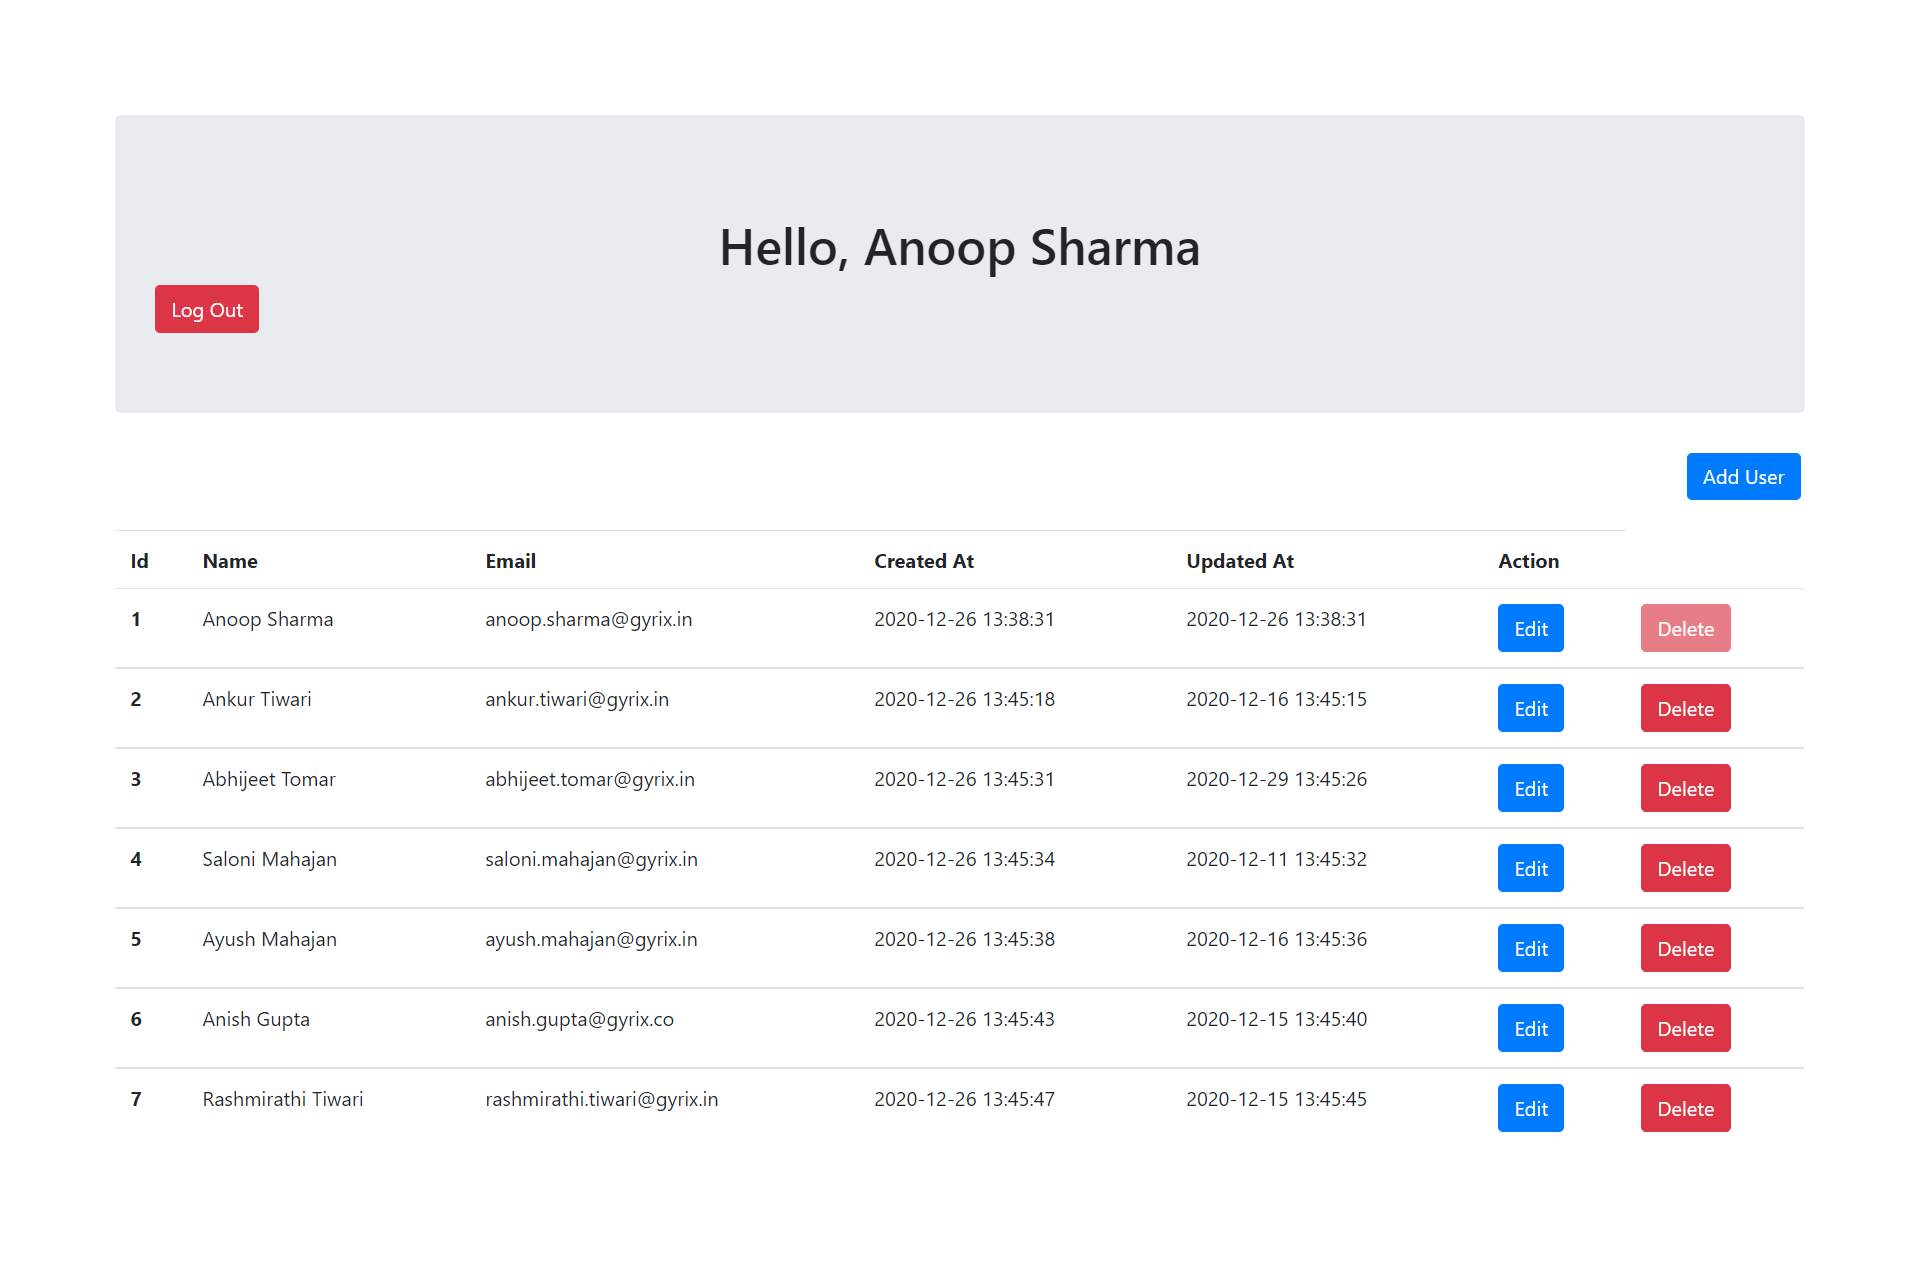 Hello, Anoop Sharma
Log Out
Add User
Id Name Email Created At Updated At Action
1 Anoop Sharma anoop.sharma@gyrix.in 2020-12-26 13:38:31 2020-12-26 13:38:31 Edit Delete
2 Ankur Tiwari ankur.tiwari@gyrix.in 2020-12-26 13:45:18 2020-12-16 13:45:15 Edit Delete
3 Abhijeet Tomar abhijeet.tomar@gyrix.in 2020-12-26 13:45:31 2020-12-29 13:45:26 Edit Delete
4 Saloni Mahajan saloni.mahajan@gyrix.in 2020-12-26 13:45:34 2020-12-11 13:45:32 Edit Delete
5 Ayush Mahajan ayush.mahajan@gyrix.in 2020-12-26 13:45:38 2020-12-16 13:45:36 Edit Delete
6 Anish Gupta anish.gupta@gyrix.co 2020-12-26 13:45:43 2020-12-15 13:45:40 Edit Delete
7 Rashmirathi Tiwari rashmirathi.tiwari@gyrix.in 2020-12-26 13:45:47 2020-12-15 13:45:45 Edit Delete